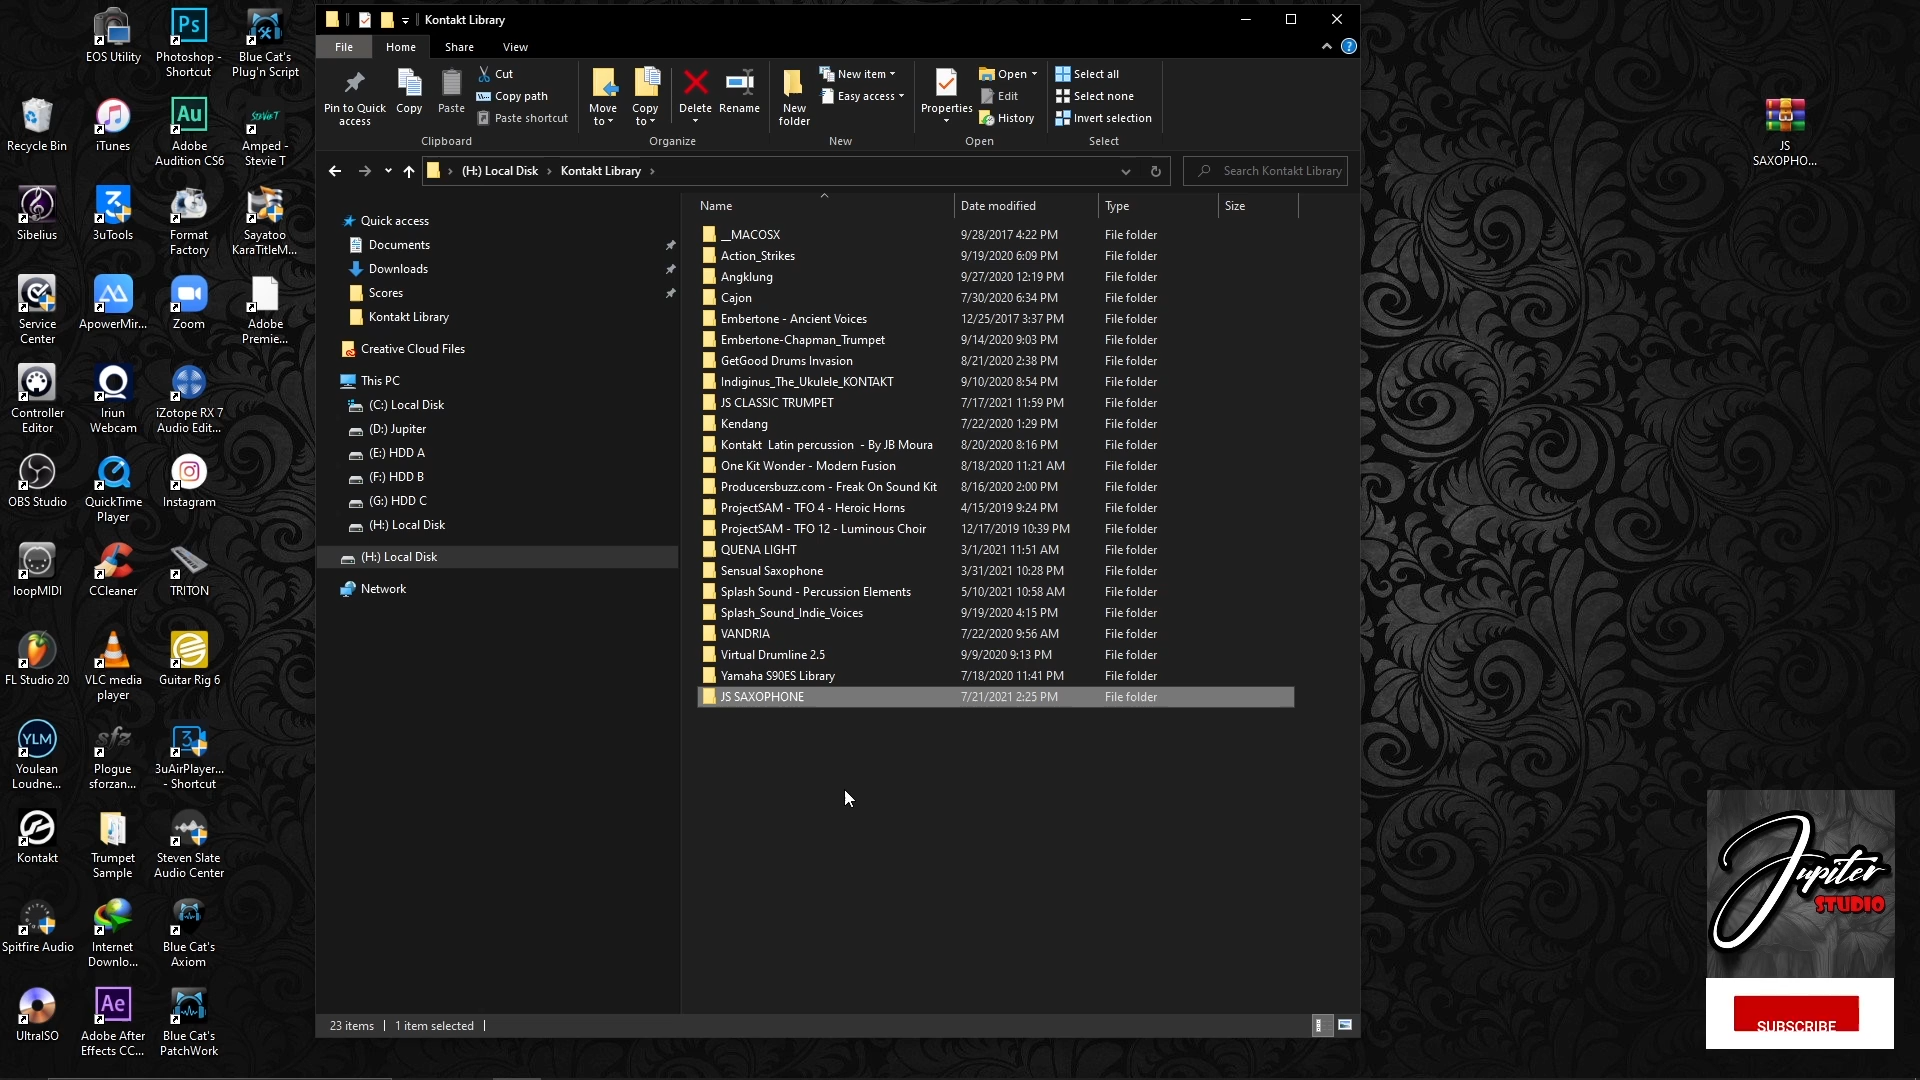 EOS Utility
Photoshop -
Shortcut
Blue Cat's
Plug'n Script
Recycle Bin
iTunes
Adobe
Audition CS6
Amped -
Stevie T
Sibelius
3uTools
Format
Factory
Sayatoo
KaraTitleM...
Service
Center
ApowerMir...
Zoom
Adobe
Premie...
Controller
Editor
Iriun
Webcam
iZotope RX 7
Audio Edit...
OBS Studio
QuickTime
Player
Instagram
loopMIDI
CCleaner
TRITON
FL Studio 20
VLC media
player
Guitar Rig 6
Youlean
Loudne...
Plogue
sforzan...
3uAirPlayer...
- Shortcut
Kontakt
Trumpet
Sample
Steven Slate
Audio Center
Spitfire Audio
Internet
Downlo...
Blue Cat's
Axiom
UltraISO
Adobe After
Effects CC...
Blue Cat's
PatchWork
Kontakt Library
File
Home
Share
View
Pin to Quick
access
Copy
Paste
Cut
Copy path
Paste shortcut
Clipboard
Move
to
Copy
to
Delete
Rename
Organize
New
folder
New item
Easy access
New
Properties
Open
Edit
History
Open
Select all
Select none
Invert selection
Select
(H:) Local Disk
Kontakt Library
Search Kontakt Library
Quick access
Documents
Downloads
Scores
Kontakt Library
Creative Cloud Files
This PC
(C:) Local Disk
(D:) Jupiter
(E:) HDD A
(F:) HDD B
(G:) HDD C
(H:) Local Disk
(H:) Local Disk
Network
Name Date modified Type Size
__MACOSX 9/28/2017 4:22 PM File folder
Action_Strikes 9/19/2020 6:09 PM File folder
Angklung 9/27/2020 12:19 PM File folder
Cajon 7/30/2020 6:34 PM File folder
Embertone - Ancient Voices 12/25/2017 3:37 PM File folder
Embertone-Chapman_Trumpet 9/14/2020 9:03 PM File folder
GetGood Drums Invasion 8/21/2020 2:38 PM File folder
Indiginus_The_Ukulele_KONTAKT 9/10/2020 8:54 PM File folder
JS CLASSIC TRUMPET 7/17/2021 11:59 PM File folder
Kendang 7/22/2020 1:29 PM File folder
Kontakt  Latin percussion  - By JB Moura 8/20/2020 8:16 PM File folder
One Kit Wonder - Modern Fusion 8/18/2020 11:21 AM File folder
Producersbuzz.com - Freak On Sound Kit 8/16/2020 2:00 PM File folder
ProjectSAM - TFO 4 - Heroic Horns 4/15/2019 9:24 PM File folder
ProjectSAM - TFO 12 - Luminous Choir 12/17/2019 10:39 PM File folder
QUENA LIGHT 3/1/2021 11:51 AM File folder
Sensual Saxophone 3/31/2021 10:28 PM File folder
Splash Sound - Percussion Elements 5/10/2021 10:58 AM File folder
Splash_Sound_Indie_Voices 9/19/2020 4:15 PM File folder
VANDRIA 7/22/2020 9:56 AM File folder
Virtual Drumline 2.5 9/9/2020 9:13 PM File folder
Yamaha S90ES Library 7/18/2020 11:41 PM File folder
JS SAXOPHONE 7/21/2021 2:25 PM File folder
23 items
1 item selected
JS
SAXOPHO...
Jupiter
STUDIO
SUBSCRIBE